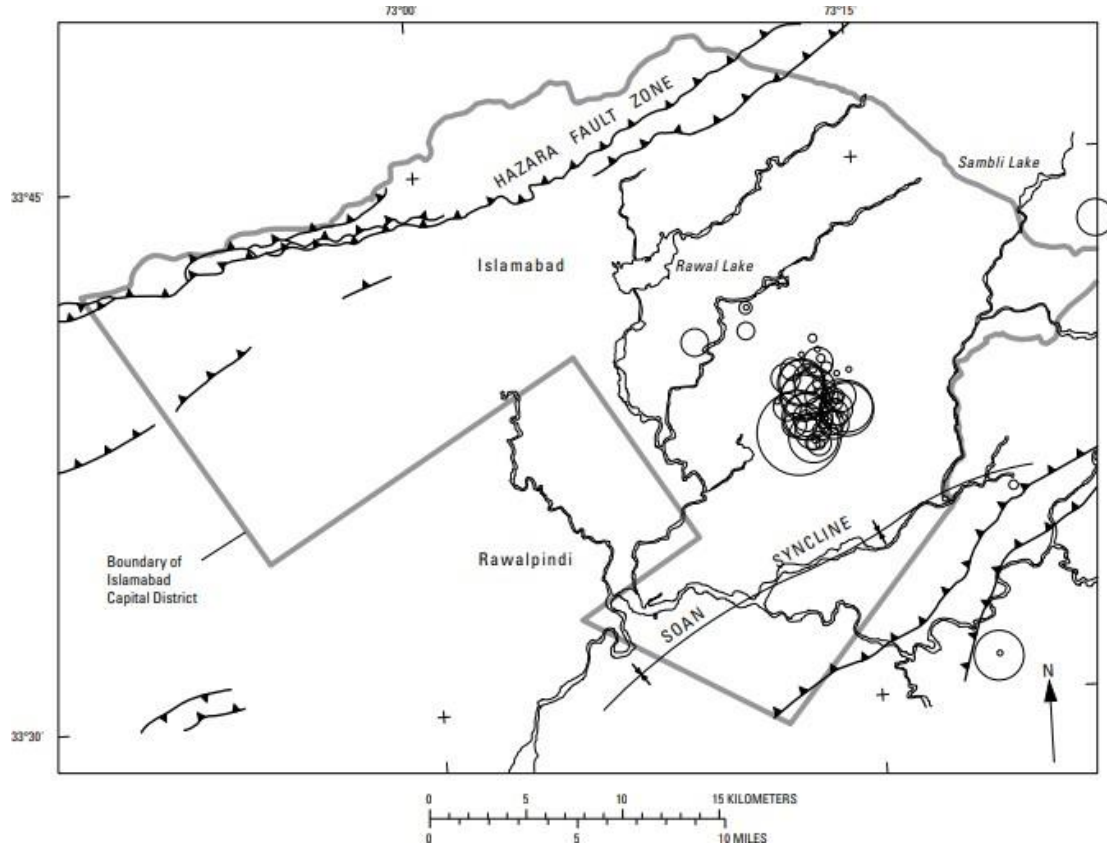 73°00′
73°15′
HAZARA FAULT ZONE
Sambli Lake
33°45′
Islamabad
Rawal Lake
Boundary of
Islamabad
Capital District
Rawalpindi
SYNCLINE
SOAN
N
33°30′
0 5 10 15 KILOMETERS
0 5 10 MILES